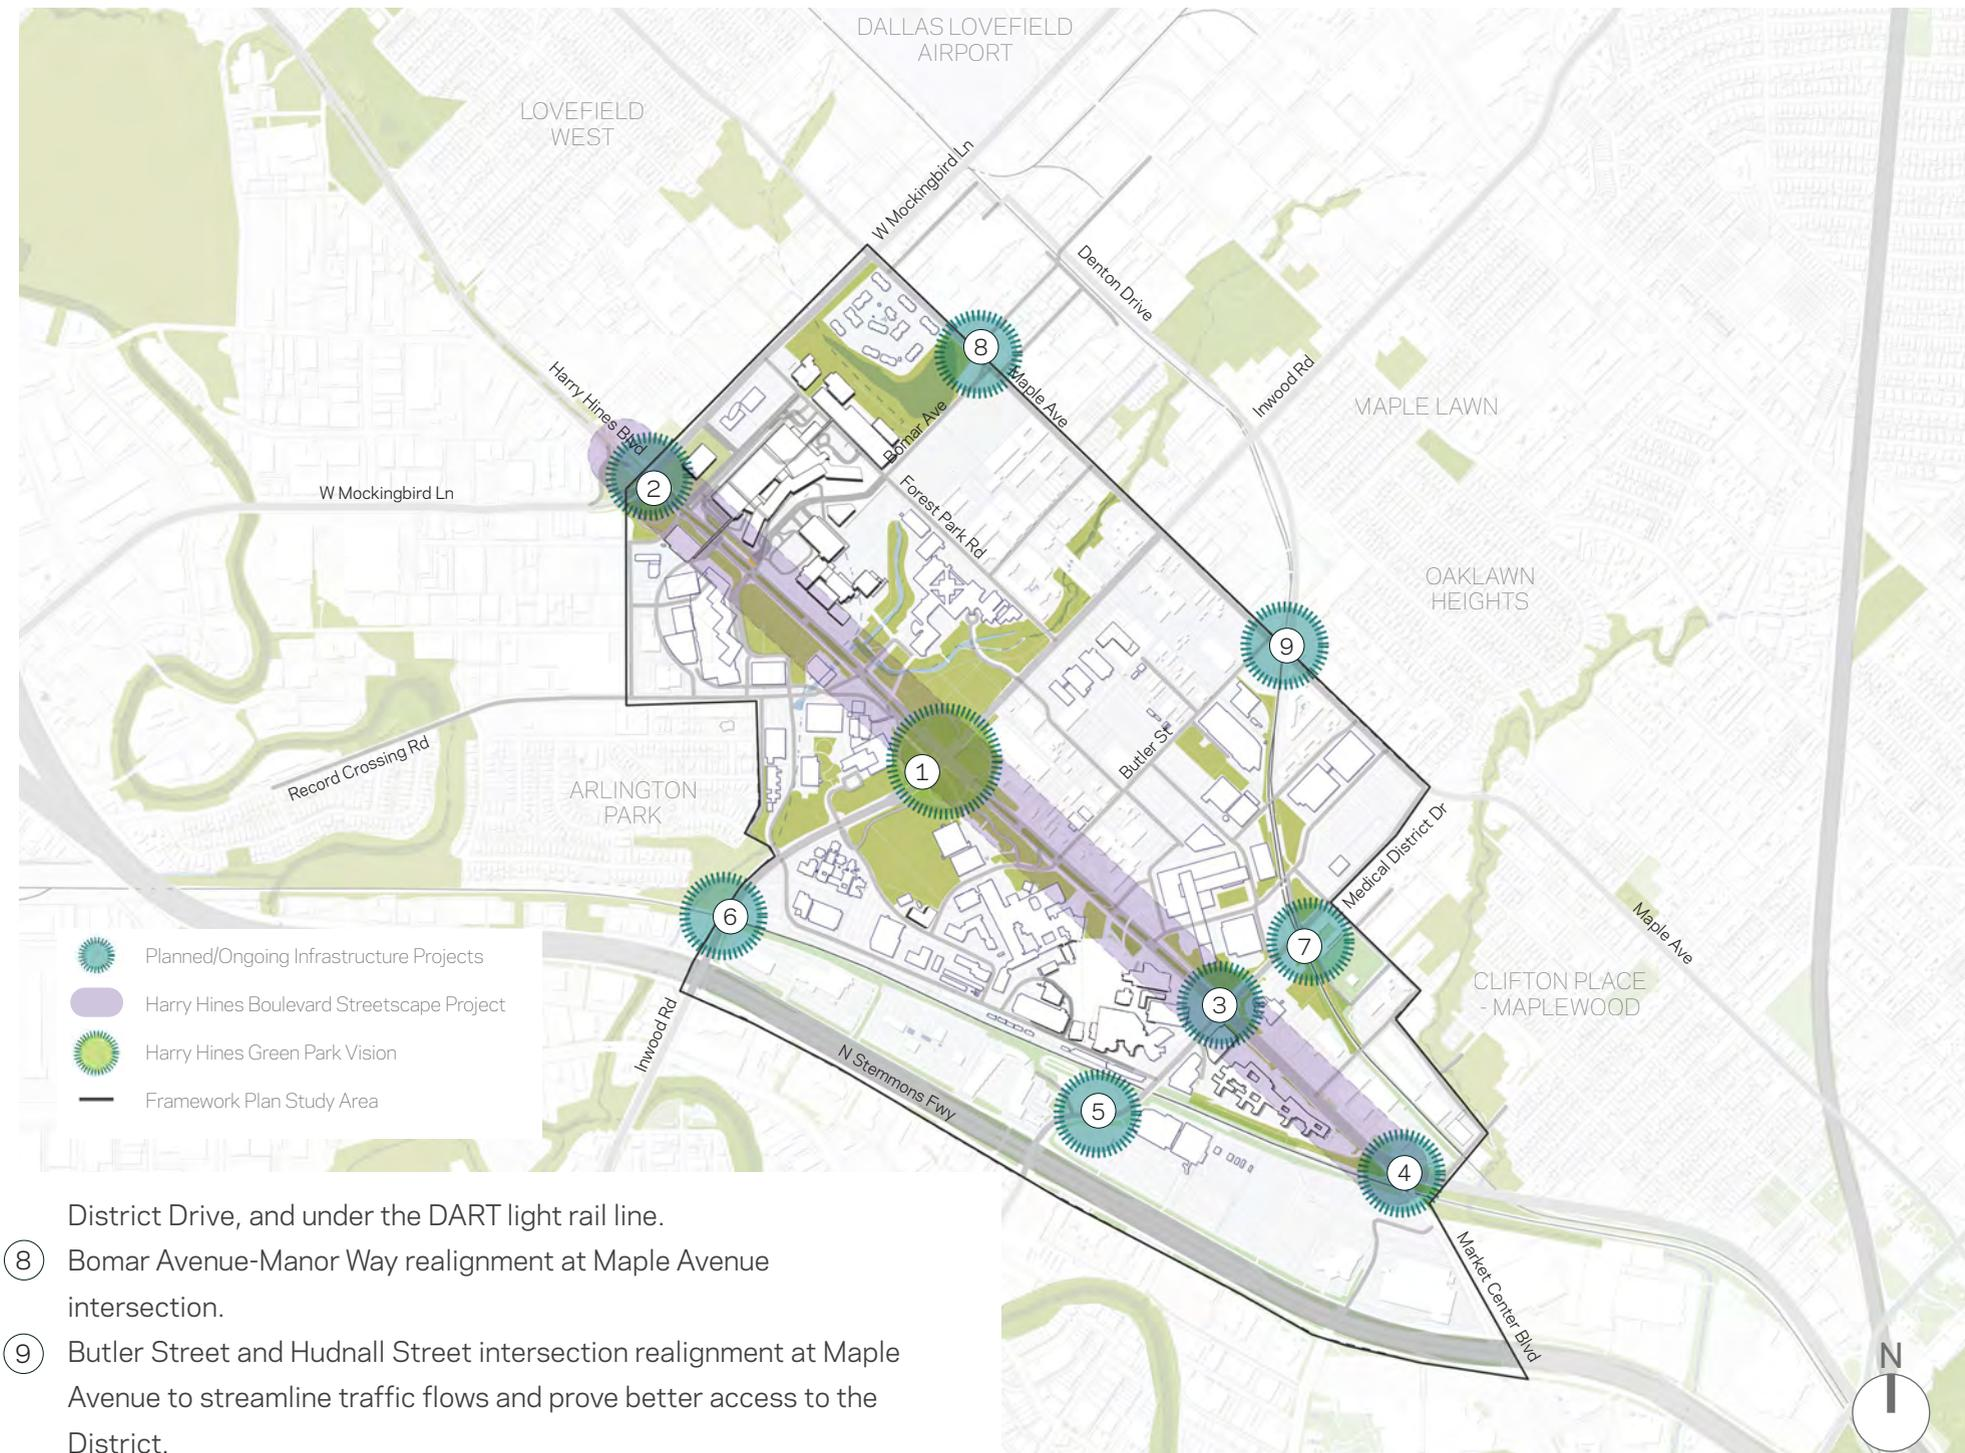 DALLAS LOVEFIELD
AIRPORT
LOVEFIELD
WEST
W Mockingbird Ln
Denton Drive
8
Maple Ave
Inwood Rd
Harry Hines Blvd
MAPLE LAWN
Bomar Ave
2
W Mockingbird Ln
Forest Park Rd
OAKLAWN
HEIGHTS
9
Record Crossing Rd
Butler St
1
ARLINGTON
PARK
Medical District Dr
6
7
Maple Ave
CLIFTON PLACE
- MAPLEWOOD
3
Inwood Rd
N Stemmons Fwy
5
4
Market Center Blvd
Planned/Ongoing Infrastructure Projects
Harry Hines Boulevard Streetscape Project
Harry Hines Green Park Vision
Framework Plan Study Area
N
District Drive, and under the DART light rail line.
8 Bomar Avenue-Manor Way realignment at Maple Avenue
intersection.
9 Butler Street and Hudnall Street intersection realignment at Maple
Avenue to streamline traffic flows and prove better access to the
District.